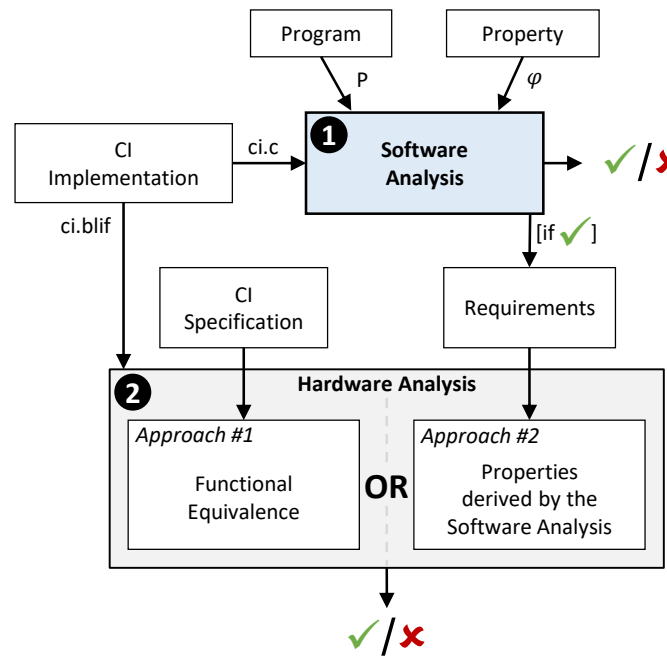 Program
Property
P
φ
1
CI
Implementation
ci.c
Software
Analysis
✓/✘
ci.blif
[if ✓]
CI
Specification
Requirements
2
Hardware Analysis
Approach #1
Functional
Equivalence
OR
Approach #2
Properties
derived by the
Software Analysis
✓/✘